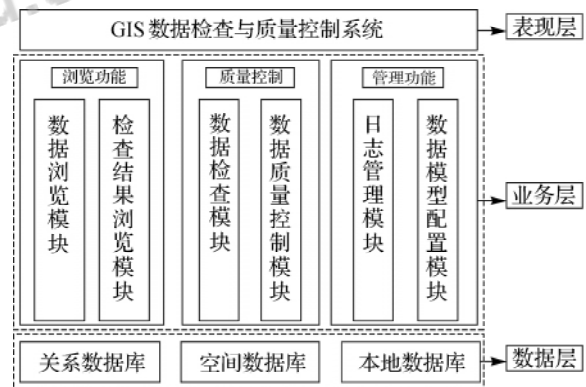 GIS数据检查与质量控制系统
表现层
浏览功能
质量控制
管理功能
数据浏览模块
检查结果浏览模块
数据检查模块
数据质量控制模块
日志管理模块
数据模型配置模块
业务层
关系数据库
空间数据库
本地数据库
数据层